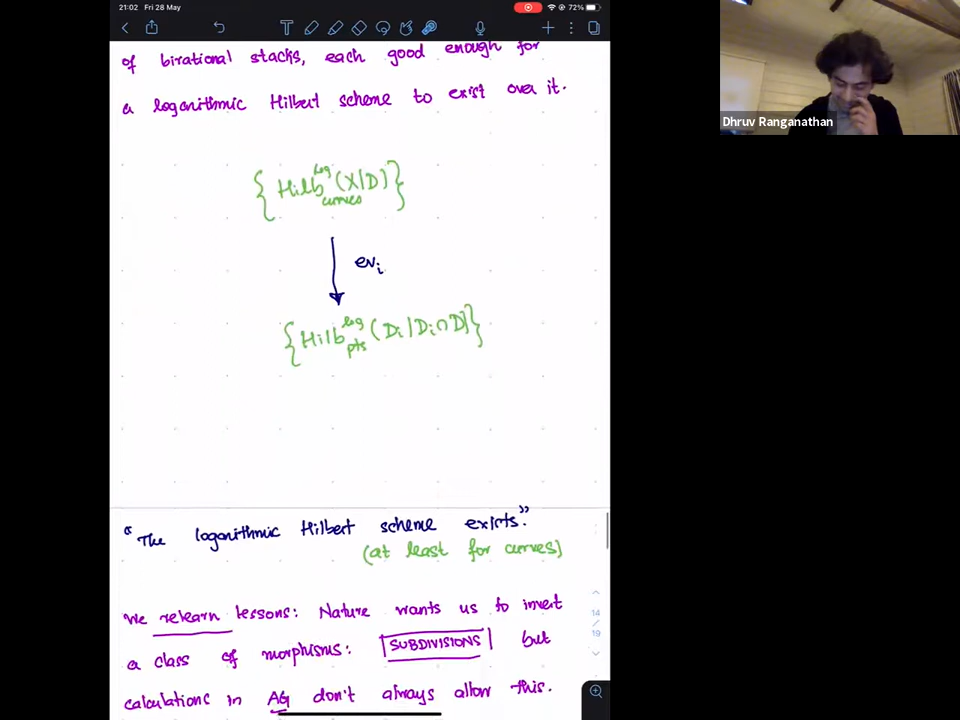 21:02 Fri 28 May
72%
of birational stacks, each good enough for
a logarithmic Hilbert scheme to exist over it.
{Hilb^log_curves (X|D)}
ev_i
{Hilb^log_pts (D_i|D_i∩D)}
"The logarithmic Hilbert scheme exists".
(at least for curves)
We relearn lessons: Nature wants us to invert
a class of morphisms: SUBDIVISIONS but
calculations in AG don't always allow this.
14
/
19
Dhruv Ranganathan